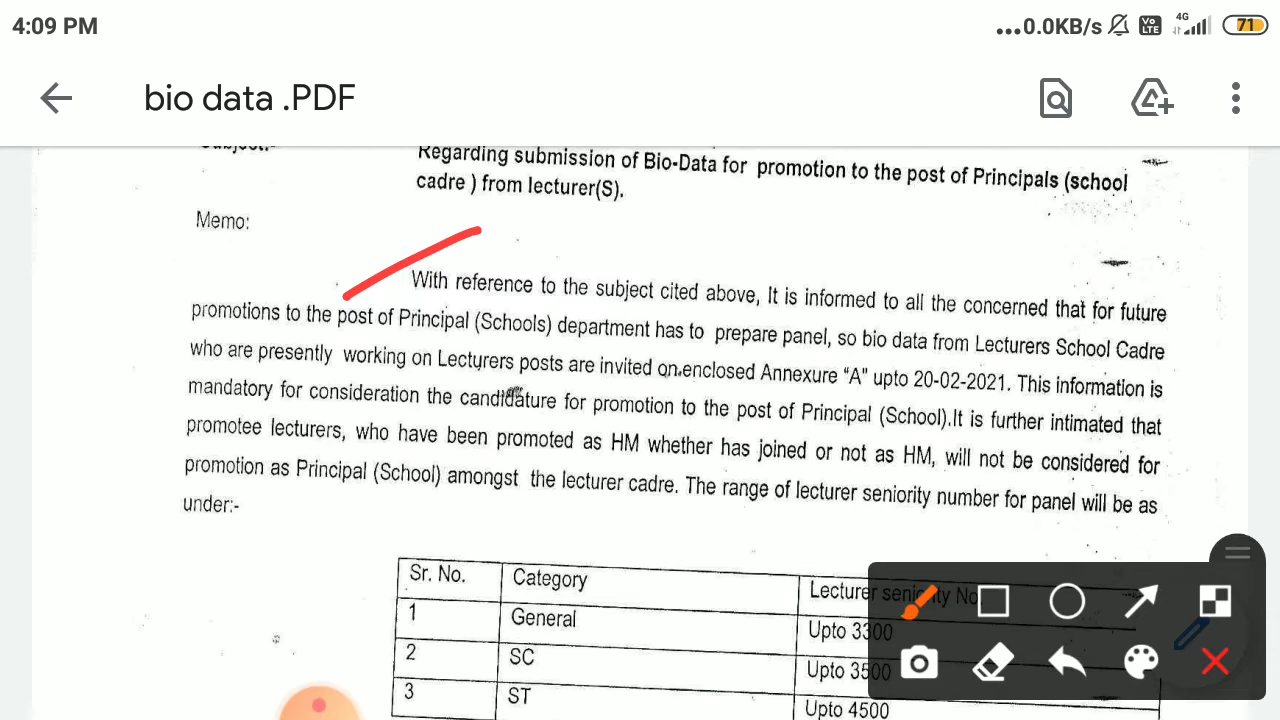 4:09 PM
...0.0KB/s Vo LTE 4G 71
bio data .PDF
Subject:-
Regarding submission of Bio-Data for promotion to the post of Principals (school
cadre ) from lecturer(S).
Memo:
With reference to the subject cited above, It is informed to all the concerned that for future
promotions to the post of Principal (Schools) department has to prepare panel, so bio data from Lecturers School Cadre
who are presently working on Lecturers posts are invited on enclosed Annexure “A” upto 20-02-2021. This information is
mandatory for consideration the candidature for promotion to the post of Principal (School).It is further intimated that
promotee lecturers, who have been promoted as HM whether has joined or not as HM, will not be considered for
promotion as Principal (School) amongst the lecturer cadre. The range of lecturer seniority number for panel will be as
under:-
Sr. No. Category Lecturer seniority No
1 General Upto 3300
2 SC Upto 3500
3 ST Upto 4500